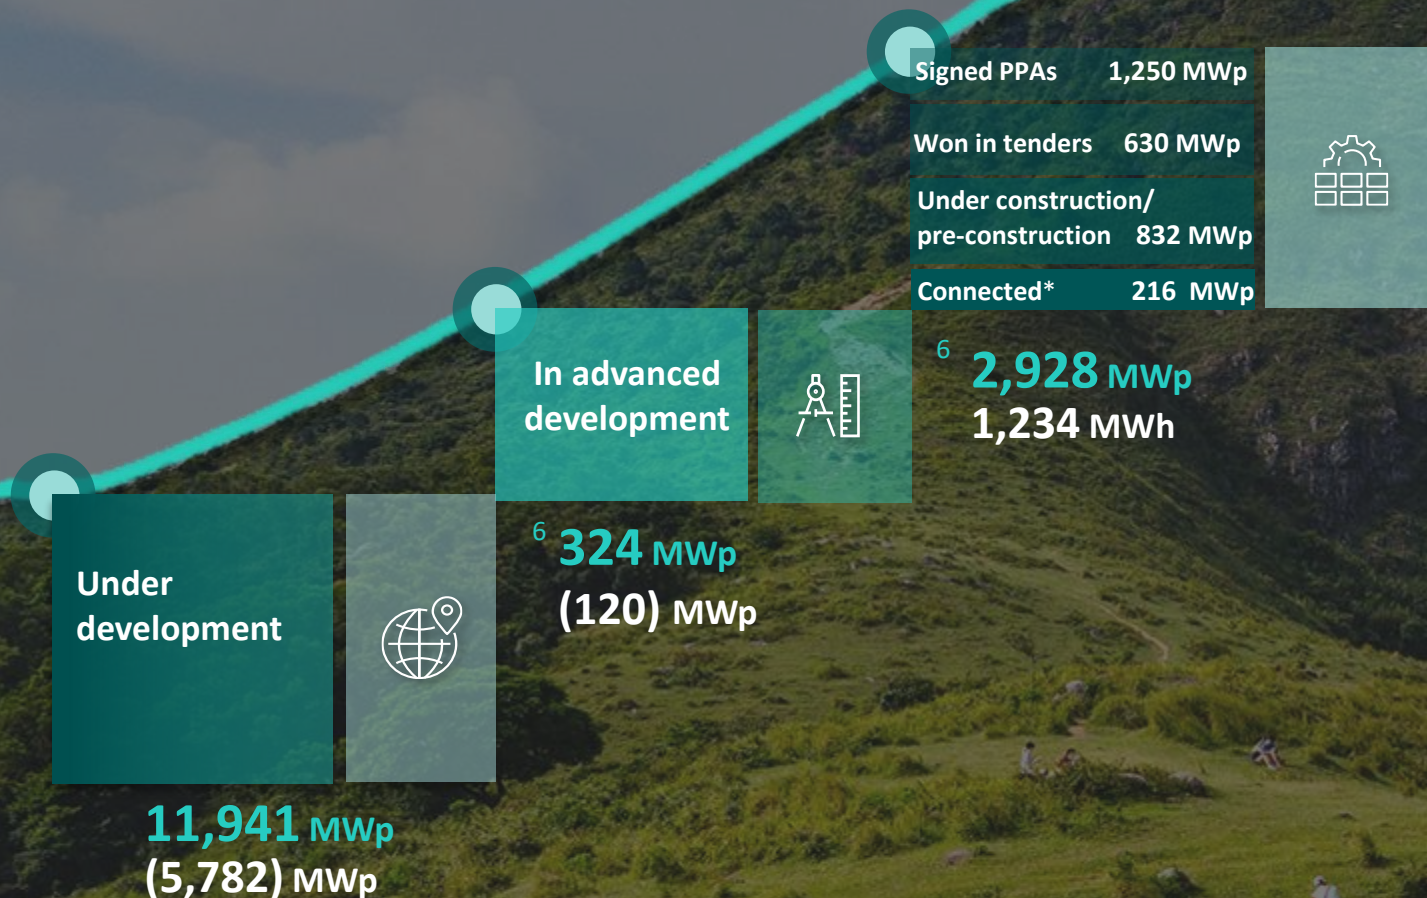 Signed PPAs 1,250 MWp
Won in tenders 630 MWp
Under construction/
pre-construction 832 MWp
Connected* 216 MWp
6 2,928 MWp
1,234 MWh
In advanced
development
6 324 MWp
(120) MWp
Under
development
11,941 MWp
(5,782) MWp